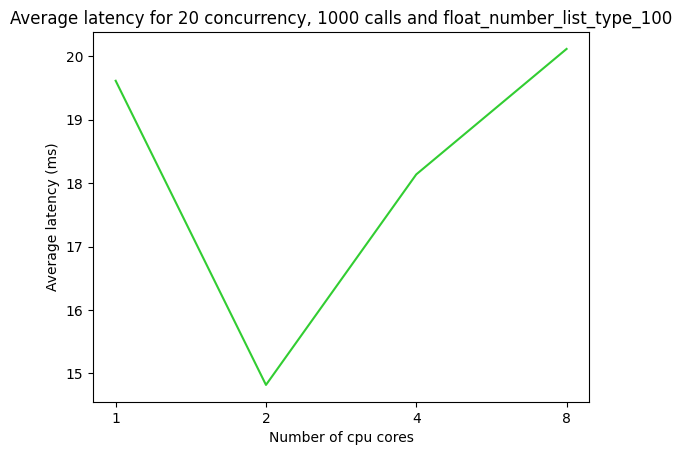 Average latency for 20 concurrency, 1000 calls and float_number_list_type_100
20
19
18
17
16
15
Average latency (ms)
1 2 4 8
Number of cpu cores